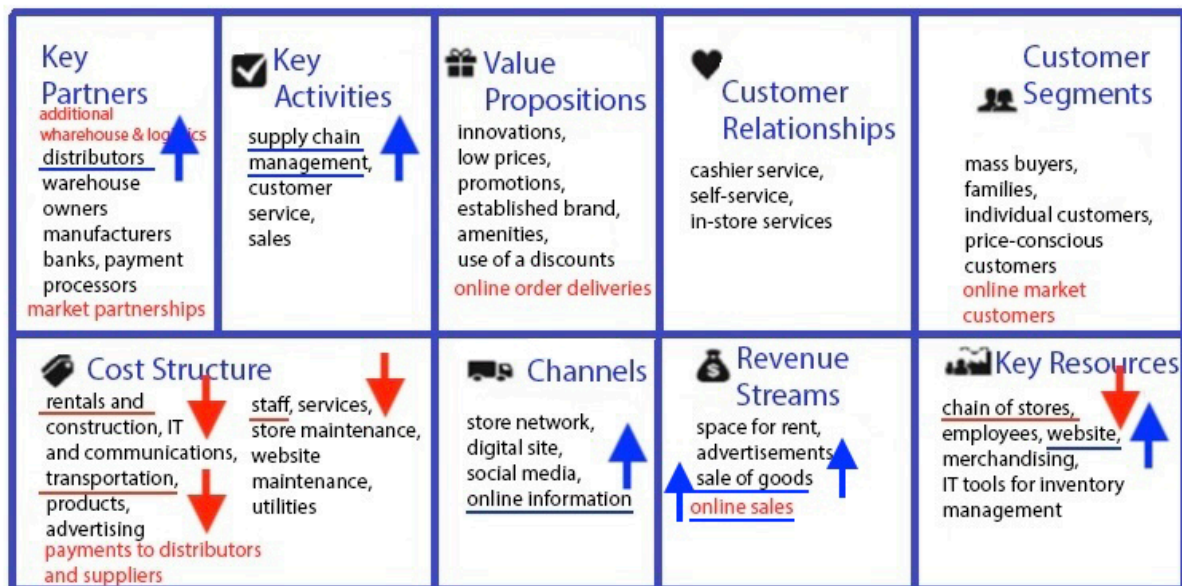 Key
Partners
additional
wharehouse & logistics
distributors
warehouse
owners
manufacturers
banks, payment
processors
market partnerships
Key
Activities
supply chain
management,
customer
service,
sales
Value
Propositions
innovations,
low prices,
promotions,
established brand,
amenities,
use of a discounts
online order deliveries
Customer
Relationships
cashier service,
self-service,
in-store services
Customer
Segments
mass buyers,
families,
individual customers,
price-conscious
customers
online market
customers
Cost Structure
rentals and
construction, IT
and communications,
transportation,
products,
advertising
payments to distributors
and suppliers
staff, services,
store maintenance,
website
maintenance,
utilities
Channels
store network,
digital site,
social media,
online information
$
Revenue
Streams
space for rent,
advertisements
sale of goods
online sales
Key Resources
chain of stores,
employees, website,
merchandising,
IT tools for inventory
management